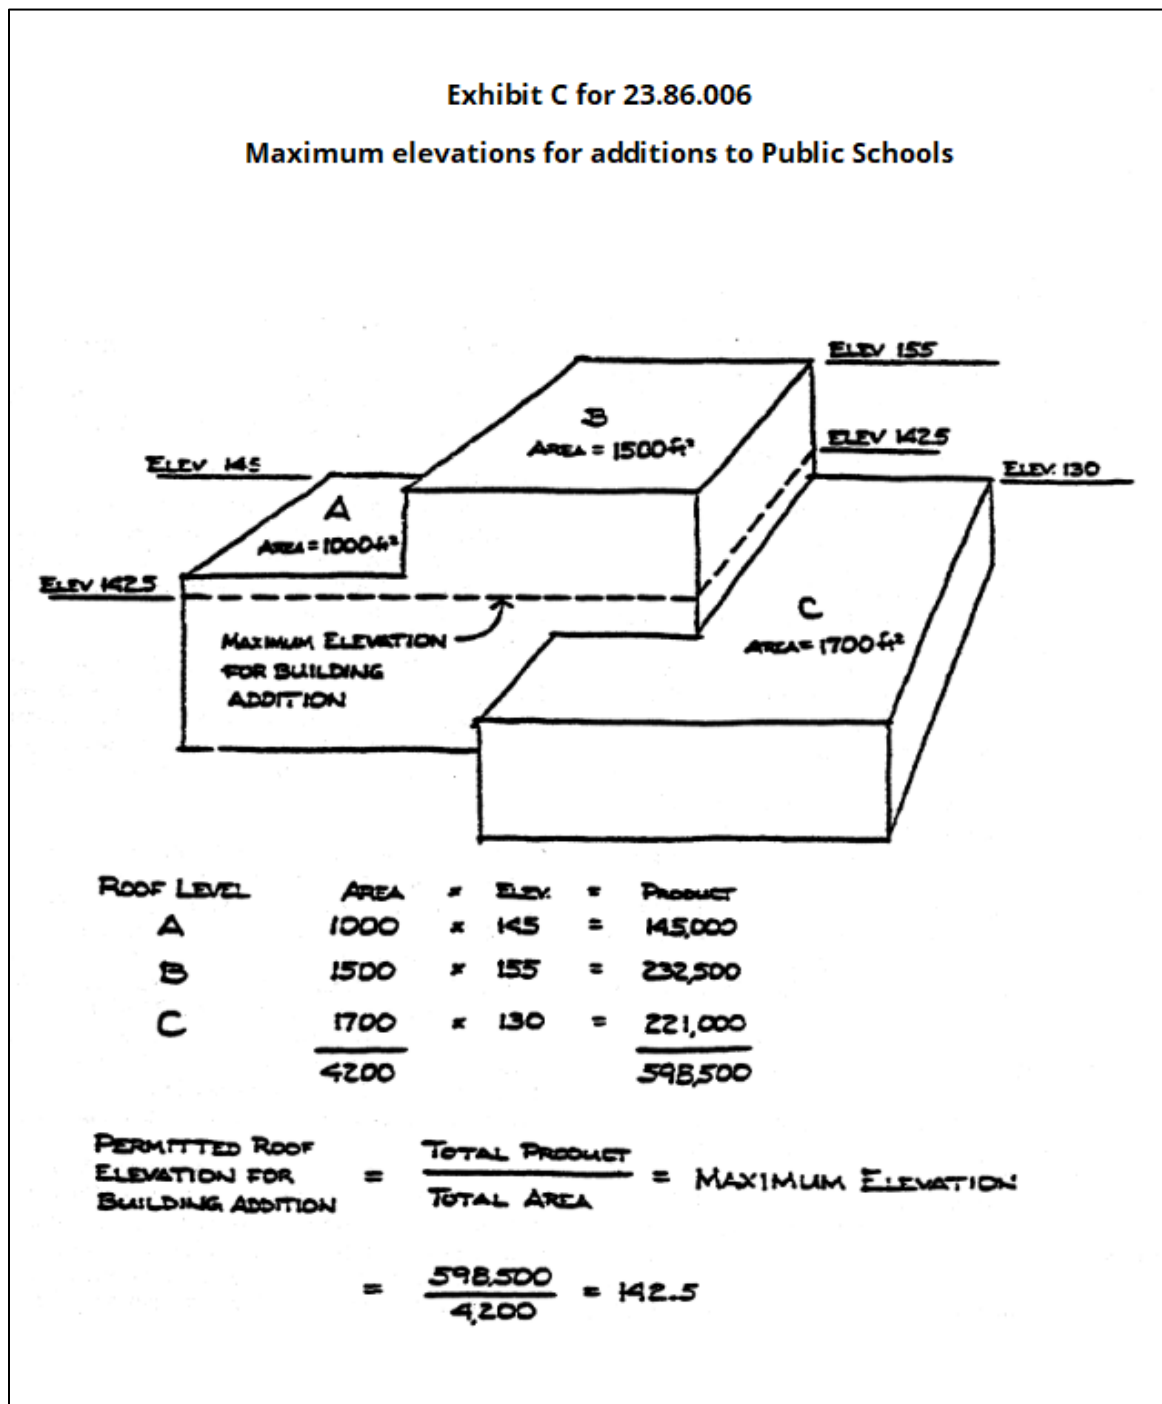 Exhibit C for 23.86.006
Maximum elevations for additions to Public Schools
ELEV 155
B
AREA = 1500 ft²
ELEV 142.5
ELEV 145
ELEV. 130
A
AREA = 1000 ft²
ELEV 142.5
C
AREA = 1700 ft²
MAXIMUM ELEVATION
FOR BUILDING
ADDITION
ROOF LEVEL AREA x ELEV. = PRODUCT
A 1000 x 145 = 145,000
B 1500 x 155 = 232,500
C 1700 x 130 = 221,000
4200 598,500
PERMITTED ROOF
ELEVATION FOR
BUILDING ADDITION
= TOTAL PRODUCT
TOTAL AREA
= MAXIMUM ELEVATION
= 598,500
4,200
= 142.5